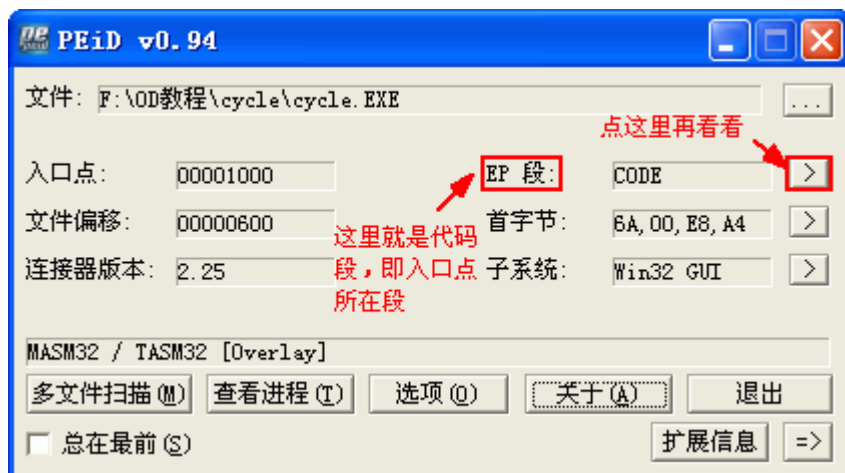 PEiD v0.94
文件: F:\OD教程\cycle\cycle.EXE ...
点这里再看看
入口点: 00001000 EP 段: CODE >
文件偏移: 00000600 首字节: 6A,00,E8,A4 >
这里就是代码
段，即入口点
所在段
连接器版本: 2.25 子系统: Win32 GUI >
MASM32 / TASM32 [Overlay]
多文件扫描(M) 查看进程(T) 选项(O) 关于(A) 退出
总在最前(S) 扩展信息 =>